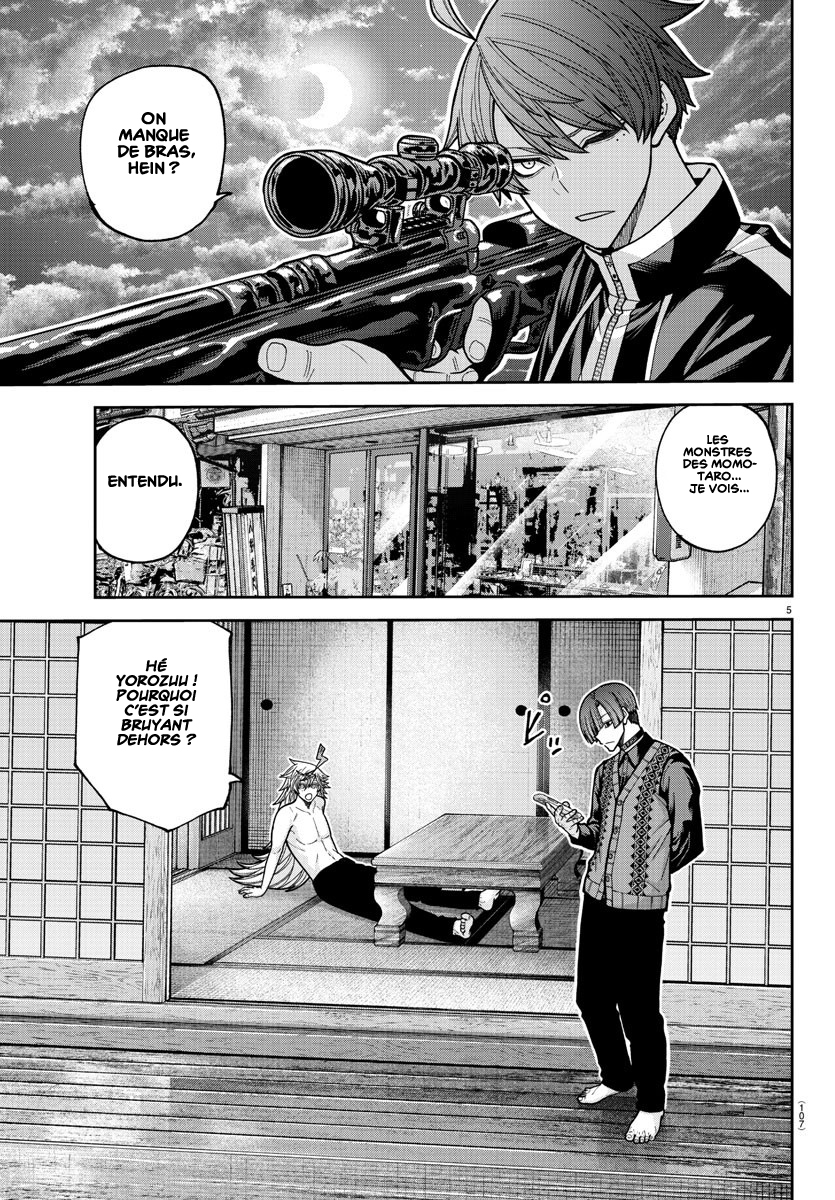 ON
MANQUE
DE BRAS,
HEIN ?
LES
MONSTRES
DES MOMO-
TARO...
JE VOIS...
ENTENDU.
5
HÉ
YOROZUU !
POURQUOI
C'EST SI
BRUYANT
DEHORS ?
(107)